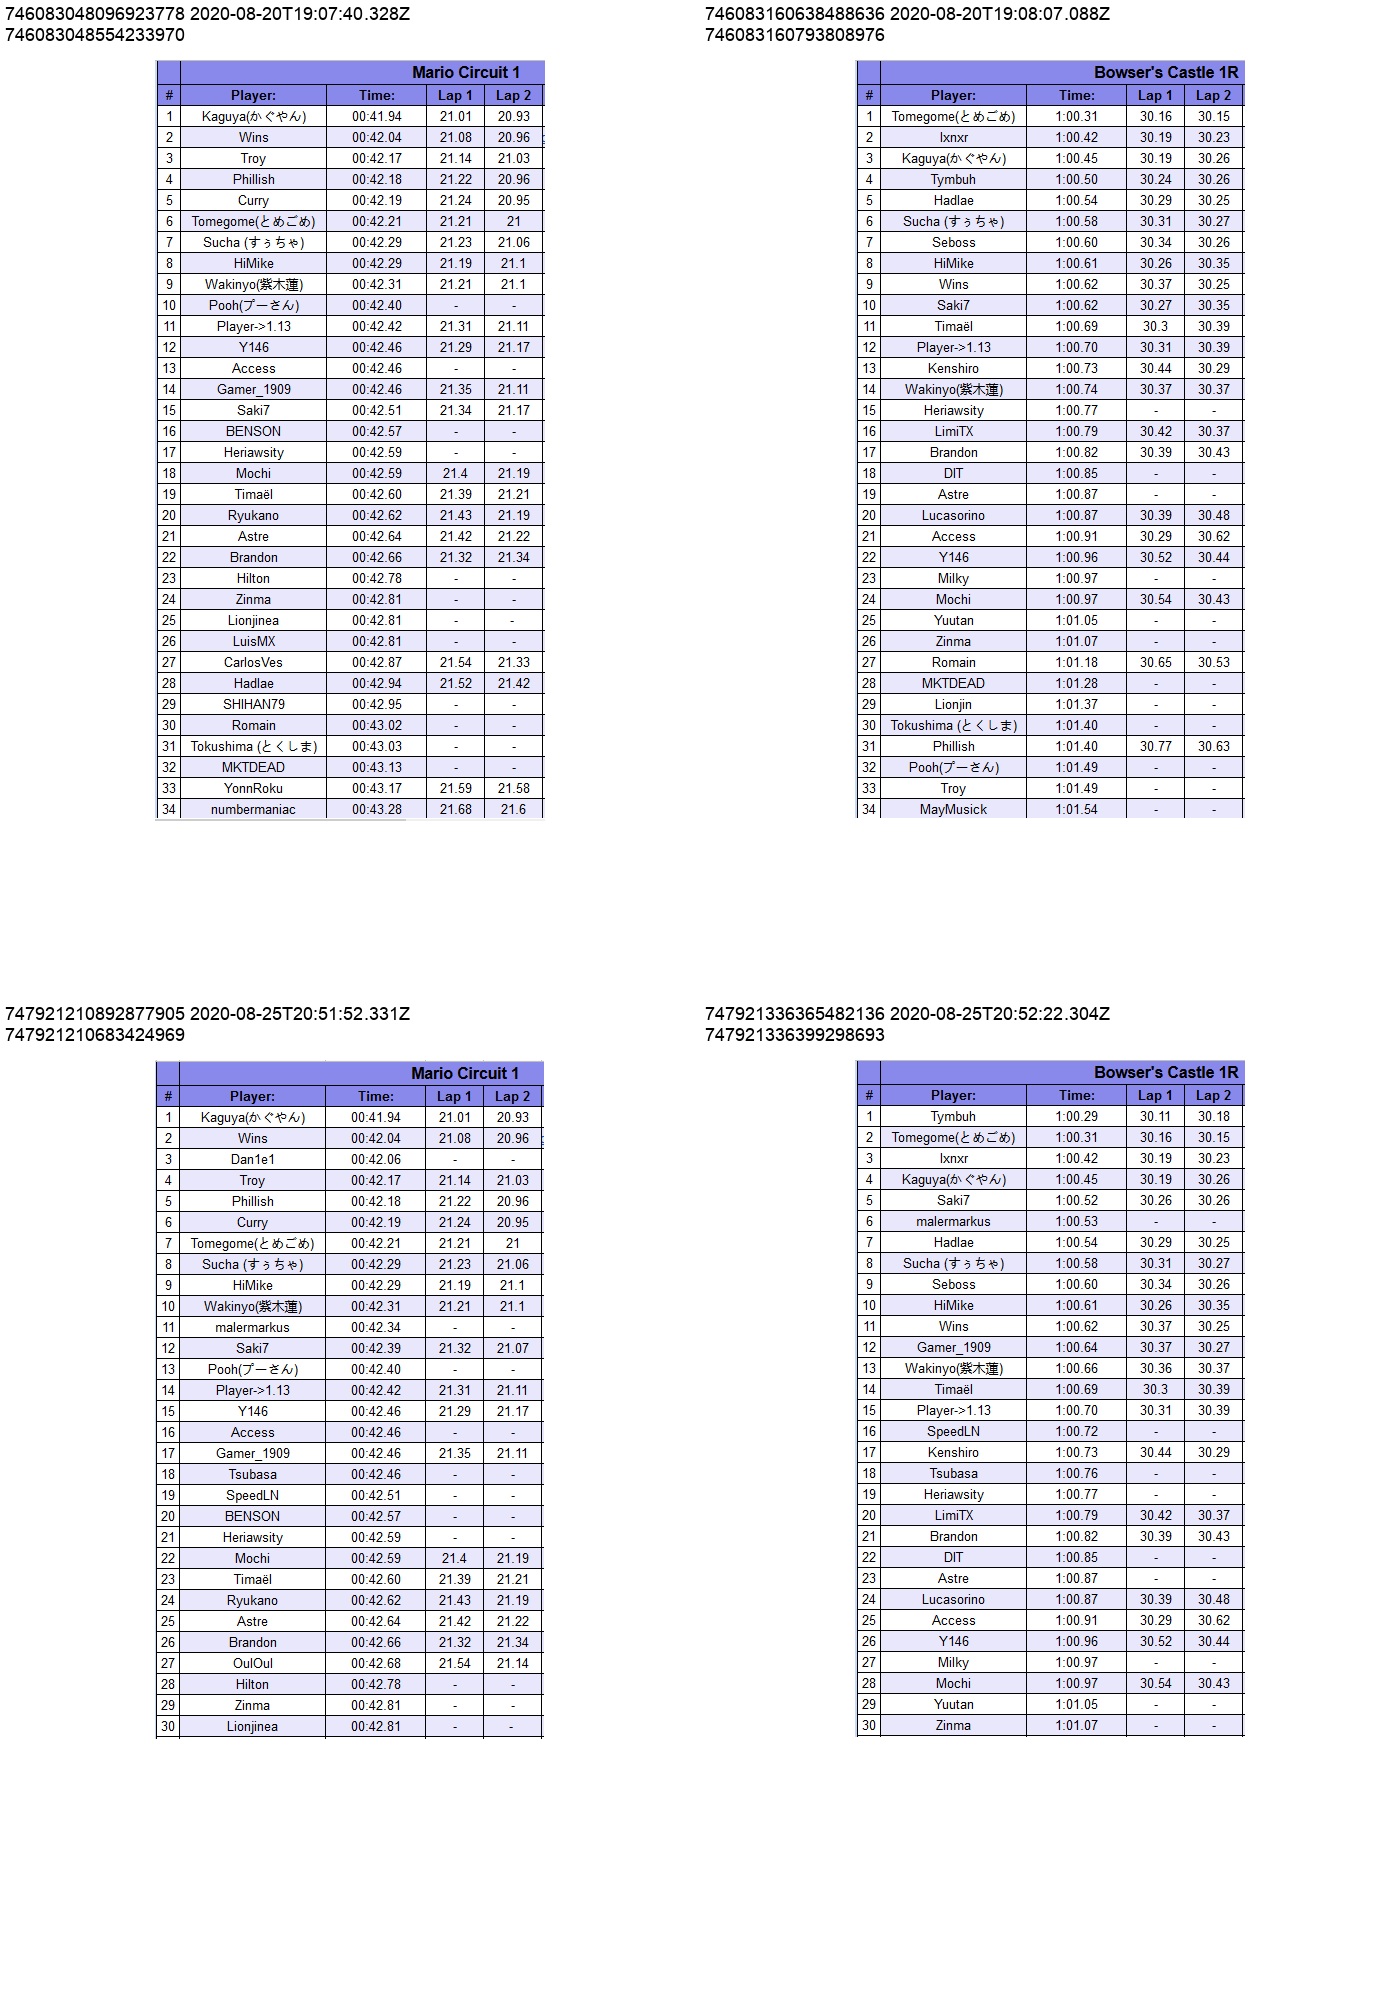 746083048096923778 2020-08-20T19:07:40.328Z
746083048554233970
Mario Circuit 1
# Player: Time: Lap 1 Lap 2
1 Kaguya(かぐやん) 00:41.94 21.01 20.93
2 Wins 00:42.04 21.08 20.96
3 Troy 00:42.17 21.14 21.03
4 Phillish 00:42.18 21.22 20.96
5 Curry 00:42.19 21.24 20.95
6 Tomegome(とめごめ) 00:42.21 21.21 21
7 Sucha (すぅちゃ) 00:42.29 21.23 21.06
8 HiMike 00:42.29 21.19 21.1
9 Wakinyo(紫木蓮) 00:42.31 21.21 21.1
10 Pooh(プーさん) 00:42.40 - -
11 Player->1.13 00:42.42 21.31 21.11
12 Y146 00:42.46 21.29 21.17
13 Access 00:42.46 - -
14 Gamer_1909 00:42.46 21.35 21.11
15 Saki7 00:42.51 21.34 21.17
16 BENSON 00:42.57 - -
17 Heriawsity 00:42.59 - -
18 Mochi 00:42.59 21.4 21.19
19 Timaël 00:42.60 21.39 21.21
20 Ryukano 00:42.62 21.43 21.19
21 Astre 00:42.64 21.42 21.22
22 Brandon 00:42.66 21.32 21.34
23 Hilton 00:42.78 - -
24 Zinma 00:42.81 - -
25 Lionjinea 00:42.81 - -
26 LuisMX 00:42.81 - -
27 CarlosVes 00:42.87 21.54 21.33
28 Hadlae 00:42.94 21.52 21.42
29 SHIHAN79 00:42.95 - -
30 Romain 00:43.02 - -
31 Tokushima (とくしま) 00:43.03 - -
32 MKTDEAD 00:43.13 - -
33 YonnRoku 00:43.17 21.59 21.58
34 numbermaniac 00:43.28 21.68 21.6
746083160638488636 2020-08-20T19:08:07.088Z
746083160793808976
Bowser's Castle 1R
# Player: Time: Lap 1 Lap 2
1 Tomegome(とめごめ) 1:00.31 30.16 30.15
2 lxnxr 1:00.42 30.19 30.23
3 Kaguya(かぐやん) 1:00.45 30.19 30.26
4 Tymbuh 1:00.50 30.24 30.26
5 Hadlae 1:00.54 30.29 30.25
6 Sucha (すぅちゃ) 1:00.58 30.31 30.27
7 Seboss 1:00.60 30.34 30.26
8 HiMike 1:00.61 30.26 30.35
9 Wins 1:00.62 30.37 30.25
10 Saki7 1:00.62 30.27 30.35
11 Timaël 1:00.69 30.3 30.39
12 Player->1.13 1:00.70 30.31 30.39
13 Kenshiro 1:00.73 30.44 30.29
14 Wakinyo(紫木蓮) 1:00.74 30.37 30.37
15 Heriawsity 1:00.77 - -
16 LimiTX 1:00.79 30.42 30.37
17 Brandon 1:00.82 30.39 30.43
18 DIT 1:00.85 - -
19 Astre 1:00.87 - -
20 Lucasorino 1:00.87 30.39 30.48
21 Access 1:00.91 30.29 30.62
22 Y146 1:00.96 30.52 30.44
23 Milky 1:00.97 - -
24 Mochi 1:00.97 30.54 30.43
25 Yuutan 1:01.05 - -
26 Zinma 1:01.07 - -
27 Romain 1:01.18 30.65 30.53
28 MKTDEAD 1:01.28 - -
29 Lionjin 1:01.37 - -
30 Tokushima (とくしま) 1:01.40 - -
31 Phillish 1:01.40 30.77 30.63
32 Pooh(プーさん) 1:01.49 - -
33 Troy 1:01.49 - -
34 MayMusick 1:01.54 - -
747921210892877905 2020-08-25T20:51:52.331Z
747921210683424969
Mario Circuit 1
# Player: Time: Lap 1 Lap 2
1 Kaguya(かぐやん) 00:41.94 21.01 20.93
2 Wins 00:42.04 21.08 20.96
3 Dan1e1 00:42.06 - -
4 Troy 00:42.17 21.14 21.03
5 Phillish 00:42.18 21.22 20.96
6 Curry 00:42.19 21.24 20.95
7 Tomegome(とめごめ) 00:42.21 21.21 21
8 Sucha (すぅちゃ) 00:42.29 21.23 21.06
9 HiMike 00:42.29 21.19 21.1
10 Wakinyo(紫木蓮) 00:42.31 21.21 21.1
11 malermarkus 00:42.34 - -
12 Saki7 00:42.39 21.32 21.07
13 Pooh(プーさん) 00:42.40 - -
14 Player->1.13 00:42.42 21.31 21.11
15 Y146 00:42.46 21.29 21.17
16 Access 00:42.46 - -
17 Gamer_1909 00:42.46 21.35 21.11
18 Tsubasa 00:42.46 - -
19 SpeedLN 00:42.51 - -
20 BENSON 00:42.57 - -
21 Heriawsity 00:42.59 - -
22 Mochi 00:42.59 21.4 21.19
23 Timaël 00:42.60 21.39 21.21
24 Ryukano 00:42.62 21.43 21.19
25 Astre 00:42.64 21.42 21.22
26 Brandon 00:42.66 21.32 21.34
27 OulOul 00:42.68 21.54 21.14
28 Hilton 00:42.78 - -
29 Zinma 00:42.81 - -
30 Lionjinea 00:42.81 - -
747921336365482136 2020-08-25T20:52:22.304Z
747921336399298693
Bowser's Castle 1R
# Player: Time: Lap 1 Lap 2
1 Tymbuh 1:00.29 30.11 30.18
2 Tomegome(とめごめ) 1:00.31 30.16 30.15
3 lxnxr 1:00.42 30.19 30.23
4 Kaguya(かぐやん) 1:00.45 30.19 30.26
5 Saki7 1:00.52 30.26 30.26
6 malermarkus 1:00.53 - -
7 Hadlae 1:00.54 30.29 30.25
8 Sucha (すぅちゃ) 1:00.58 30.31 30.27
9 Seboss 1:00.60 30.34 30.26
10 HiMike 1:00.61 30.26 30.35
11 Wins 1:00.62 30.37 30.25
12 Gamer_1909 1:00.64 30.37 30.27
13 Wakinyo(紫木蓮) 1:00.66 30.36 30.37
14 Timaël 1:00.69 30.3 30.39
15 Player->1.13 1:00.70 30.31 30.39
16 SpeedLN 1:00.72 - -
17 Kenshiro 1:00.73 30.44 30.29
18 Tsubasa 1:00.76 - -
19 Heriawsity 1:00.77 - -
20 LimiTX 1:00.79 30.42 30.37
21 Brandon 1:00.82 30.39 30.43
22 DIT 1:00.85 - -
23 Astre 1:00.87 - -
24 Lucasorino 1:00.87 30.39 30.48
25 Access 1:00.91 30.29 30.62
26 Y146 1:00.96 30.52 30.44
27 Milky 1:00.97 - -
28 Mochi 1:00.97 30.54 30.43
29 Yuutan 1:01.05 - -
30 Zinma 1:01.07 - -